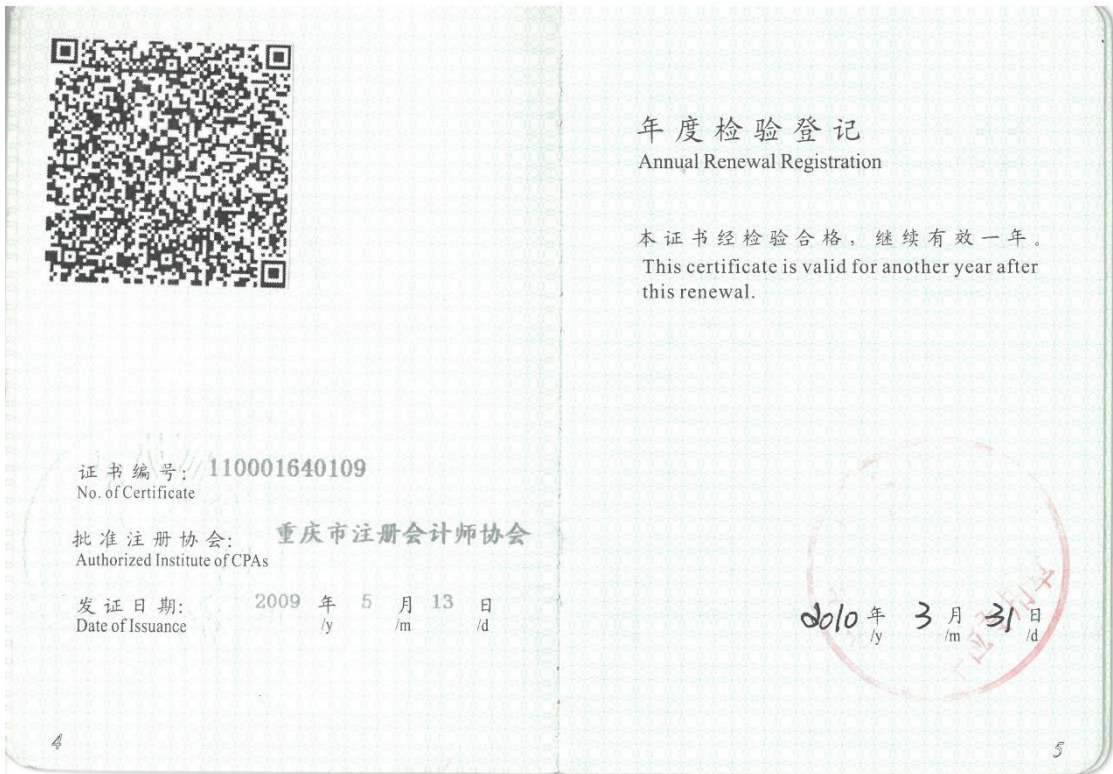 证书编号: 110001640109
No. of Certificate
批准注册协会: 重庆市注册会计师协会
Authorized Institute of CPAs
发证日期: 2009 年 5 月 13 日
Date of Issuance /y /m /d
4
年度检验登记
Annual Renewal Registration
本证书经检验合格，继续有效一年。
This certificate is valid for another year after
this renewal.
2010 年 3 月 31 日
/y /m /d
5